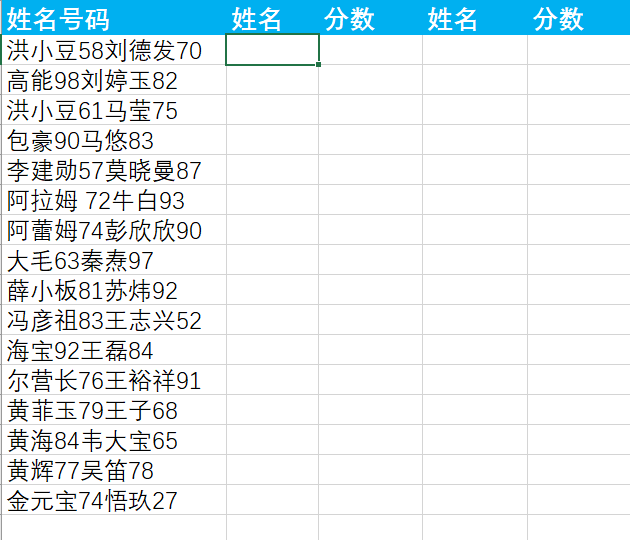 姓名号码 姓名 分数 姓名 分数
洪小豆58刘德发70
高能98刘婷玉82
洪小豆61马莹75
包豪90马悠83
李建勋57莫晓曼87
阿拉姆 72牛白93
阿蕾姆74彭欣欣90
大毛63秦焘97
薛小板81苏炜92
冯彦祖83王志兴52
海宝92王磊84
尔营长76王裕祥91
黄菲玉79王子68
黄海84韦大宝65
黄辉77吴笛78
金元宝74悟玖27